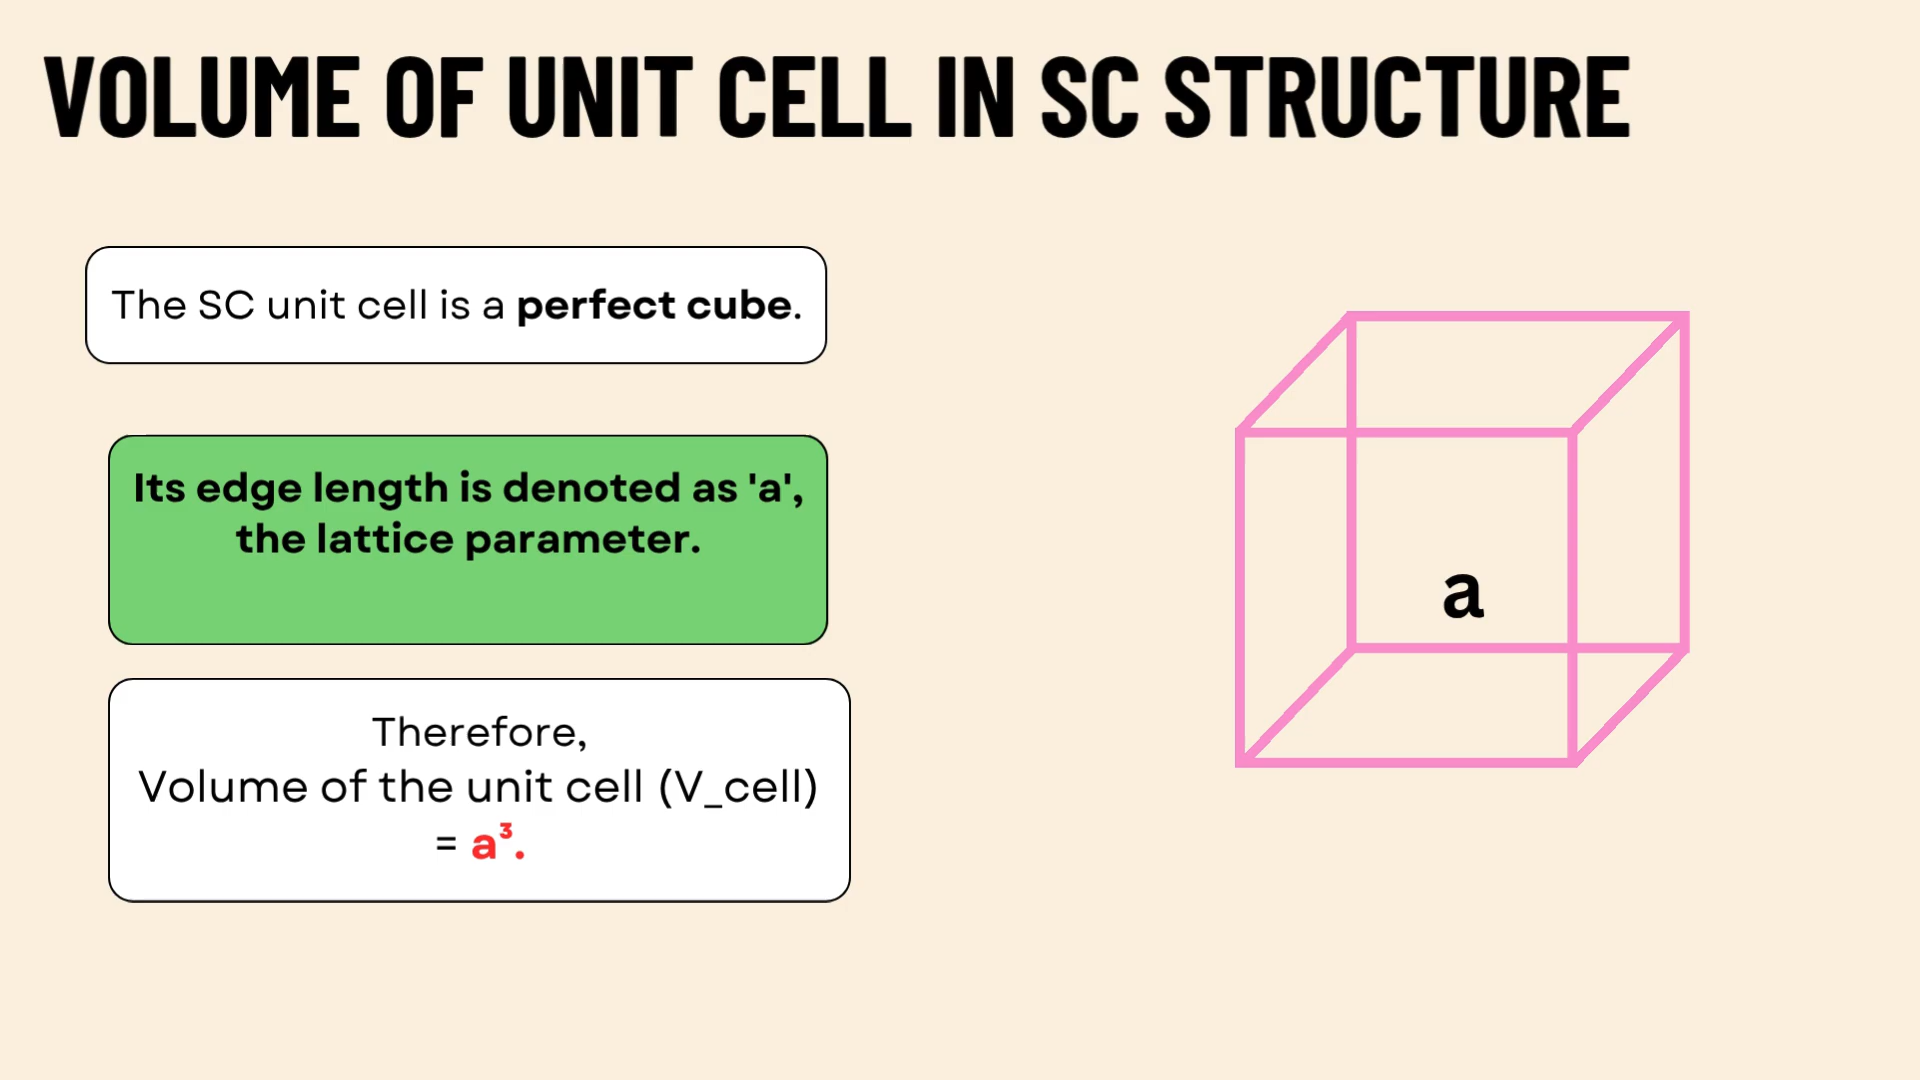 VOLUME OF UNIT CELL IN SC STRUCTURE
The SC unit cell is a perfect cube.
Its edge length is denoted as 'a',
the lattice parameter.
Therefore,
Volume of the unit cell (V_cell)
= a³.
a